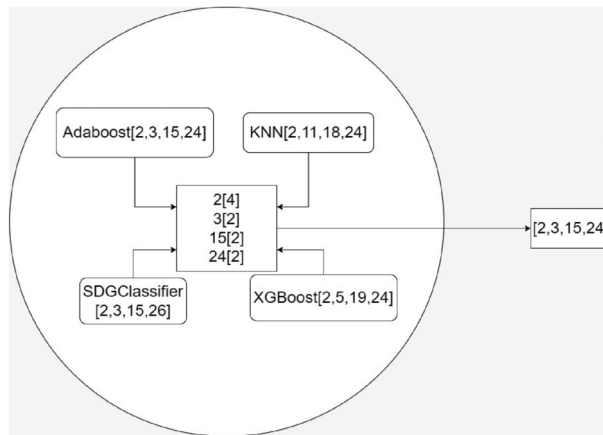 Adaboost[2,3,15,24]
KNN[2,11,18,24]
2[4]
3[2]
15[2]
24[2]
[2,3,15,24
SDGClassifier
[2,3,15,26]
XGBoost[2,5,19,24]